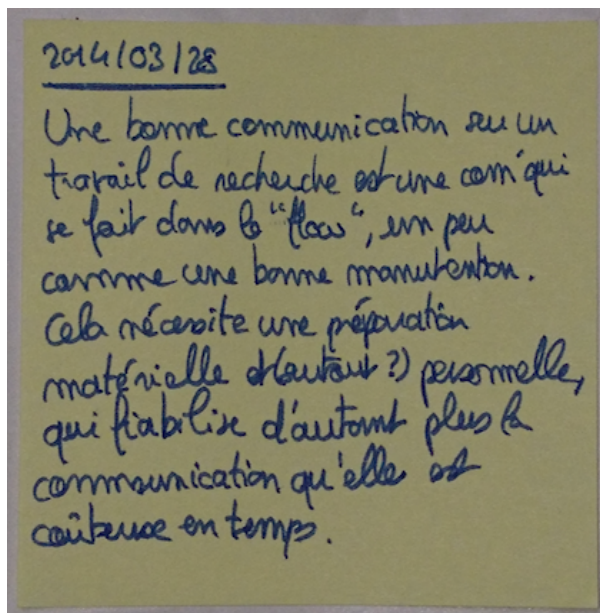 2014/03/28
Une bonne communication sur un
travail de recherche est une com' qui
se fait dans le "flow", un peu
comme une bonne manutention.
Cela nécessite une préparation
matérielle et (surtout ?) personnelle,
qui fiabilise d'autant plus la
communication qu'elle est
coûteuse en temps.